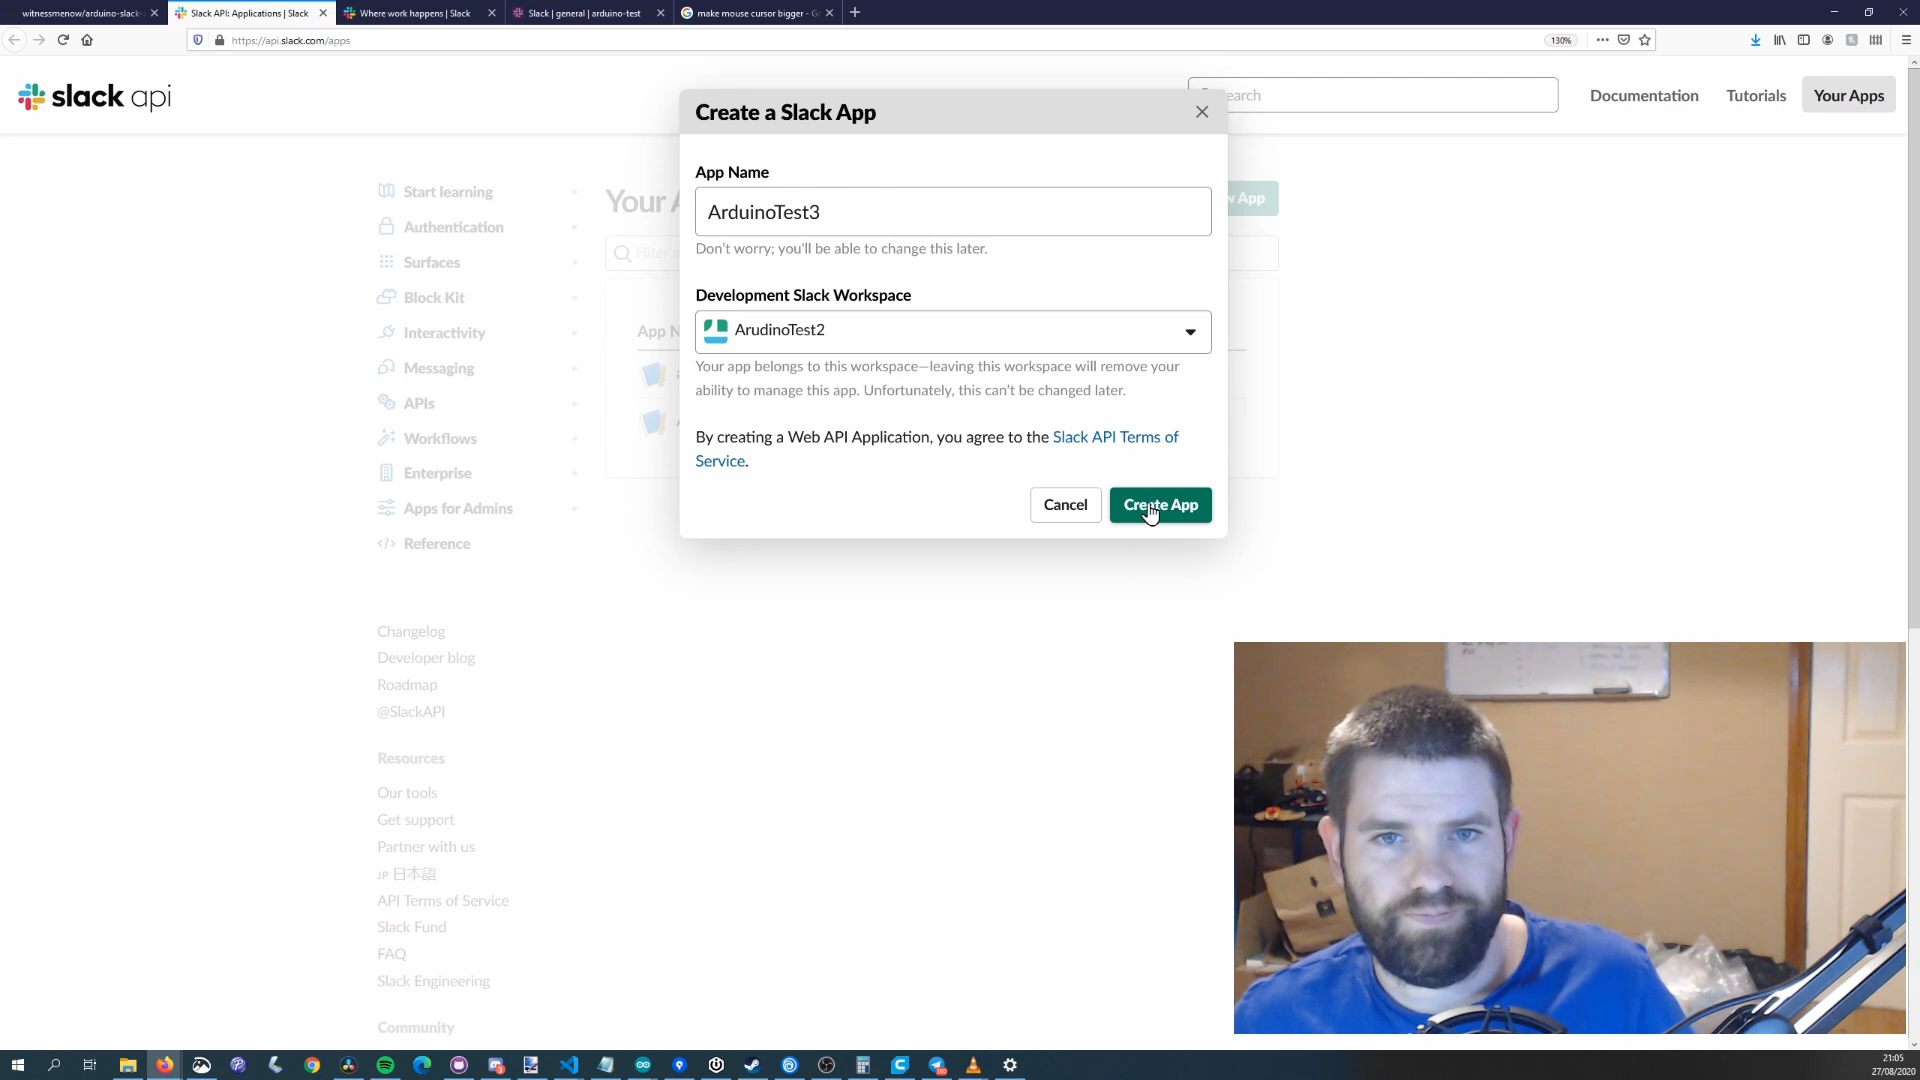 witnessmenow/arduino-slack-
Slack API: Applications | Slack
Where work happens | Slack
Slack | general | arduino-test
make mouse cursor bigger - G
https://api.slack.com/apps
130%
slack api
earch
Documentation
Tutorials
Your Apps
Create a Slack App
App Name
ArduinoTest3
Don't worry; you'll be able to change this later.
Development Slack Workspace
ArudinoTest2
Your app belongs to this workspace—leaving this workspace will remove your
ability to manage this app. Unfortunately, this can't be changed later.
By creating a Web API Application, you agree to the Slack API Terms of
Service.
Cancel
Create App
Your A
w App
Filter a
App N
Start learning
Authentication
Surfaces
Block Kit
Interactivity
Messaging
APIs
Workflows
Enterprise
Apps for Admins
Reference
Changelog
Developer blog
Roadmap
@SlackAPI
Resources
Our tools
Get support
Partner with us
JP 日本語
API Terms of Service
Slack Fund
FAQ
Slack Engineering
Community
21:05
27/08/2020